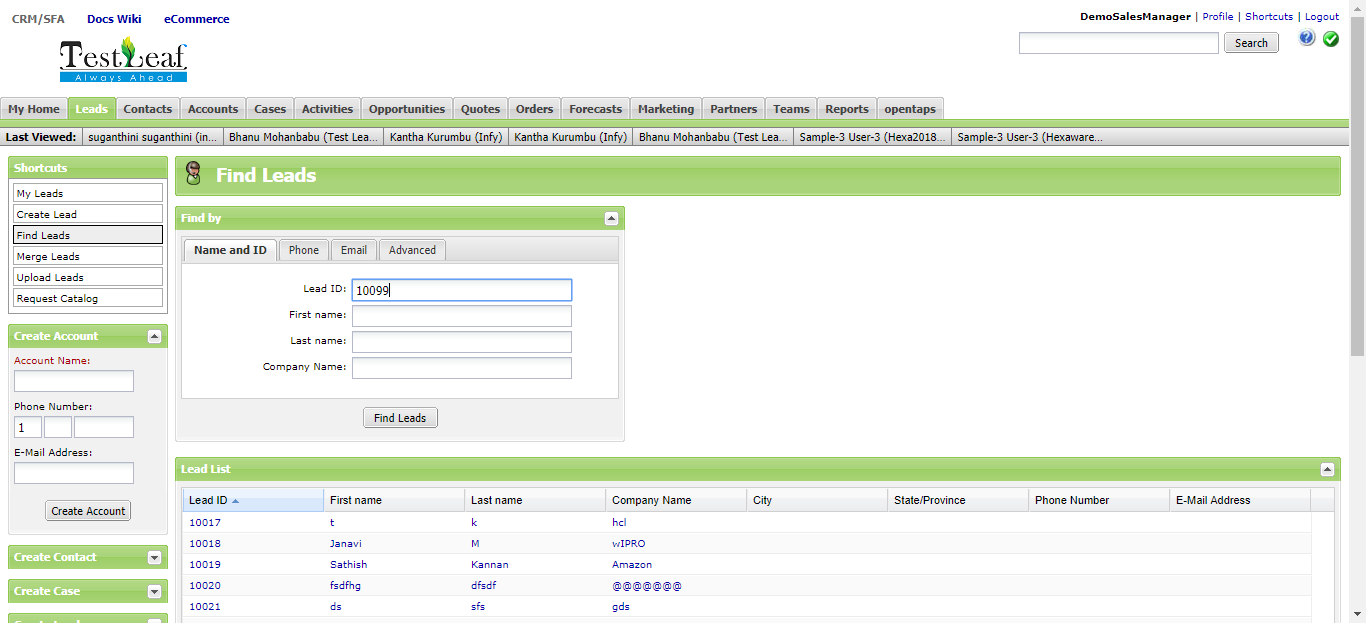 CRM/SFA Docs Wiki eCommerce
DemoSalesManager | Profile | Shortcuts | Logout
TestLeaf
Always Ahead
Search
?
My Home Leads Contacts Accounts Cases Activities Opportunities Quotes Orders Forecasts Marketing Partners Teams Reports opentaps
Last Viewed: suganthini suganthini (in... Bhanu Mohanbabu (Test Lea... Kantha Kurumbu (Infy) Kantha Kurumbu (Infy) Bhanu Mohanbabu (Test Lea... Sample-3 User-3 (Hexa2018... Sample-3 User-3 (Hexaware...
Shortcuts
My Leads
Create Lead
Find Leads
Merge Leads
Upload Leads
Request Catalog
Create Account
Account Name:
Phone Number:
1
E-Mail Address:
Create Account
Create Contact
Create Case
Find Leads
Find by
Name and ID Phone Email Advanced
Lead ID: 10099
First name:
Last name:
Company Name:
Find Leads
Lead List
Lead ID First name Last name Company Name City State/Province Phone Number E-Mail Address
10017 t k hcl
10018 Janavi M wIPRO
10019 Sathish Kannan Amazon
10020 fsdfhg dfsdf @@@@@@@
10021 ds sfs gds